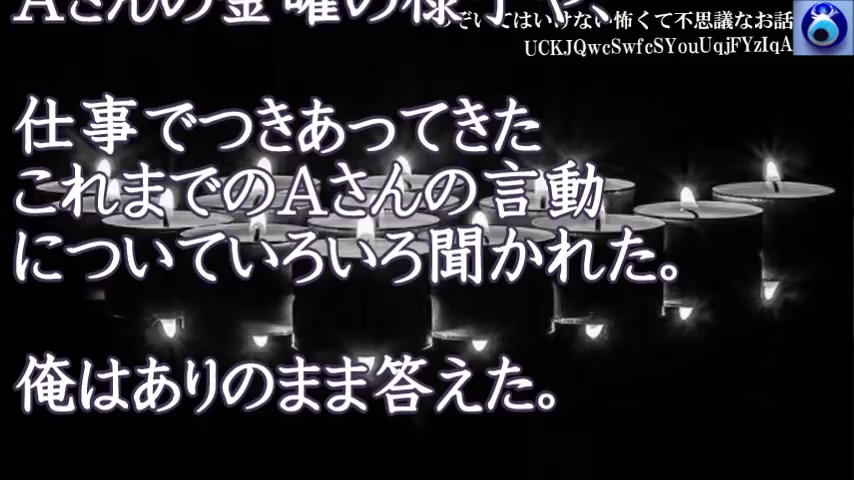 Aさんの金曜の様子や、
ぞいてはいけない怖くて不思議なお話
UCKJQwcSwfcSYouUqjFYzIqA
仕事でつきあってきた
これまでのAさんの言動
についていろいろ聞かれた。
俺はありのまま答えた。